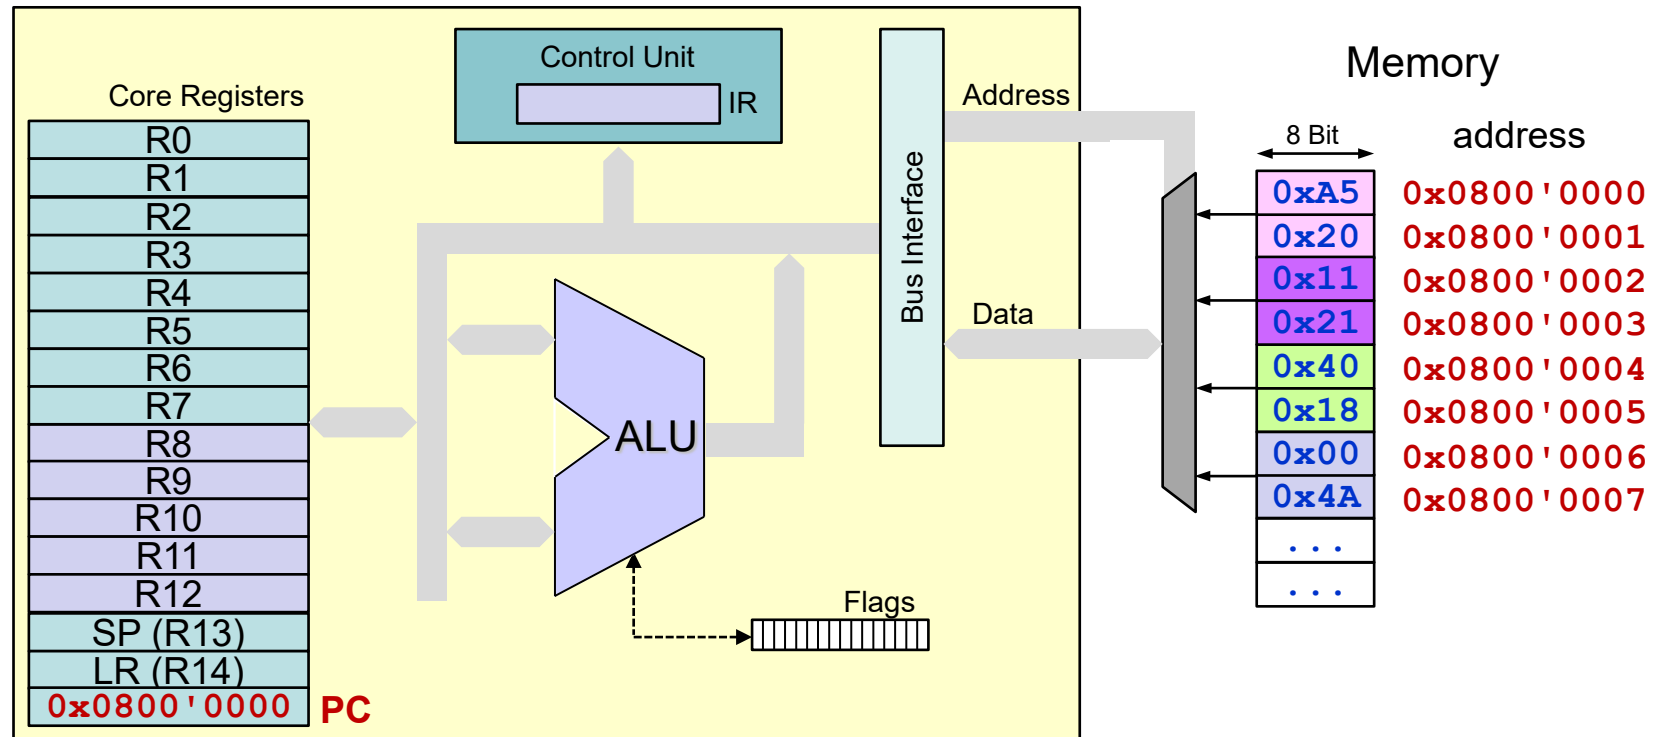 Core Registers
R0
R1
R2
R3
R4
R5
R6
R7
R8
R9
R10
R11
R12
SP (R13)
LR (R14)
0x0800'0000 PC
Control Unit
IR
ALU
Flags
Bus Interface
Address
Data
Memory
8 Bit address
0xA5 0x0800'0000
0x20 0x0800'0001
0x11 0x0800'0002
0x21 0x0800'0003
0x40 0x0800'0004
0x18 0x0800'0005
0x00 0x0800'0006
0x4A 0x0800'0007
...
...